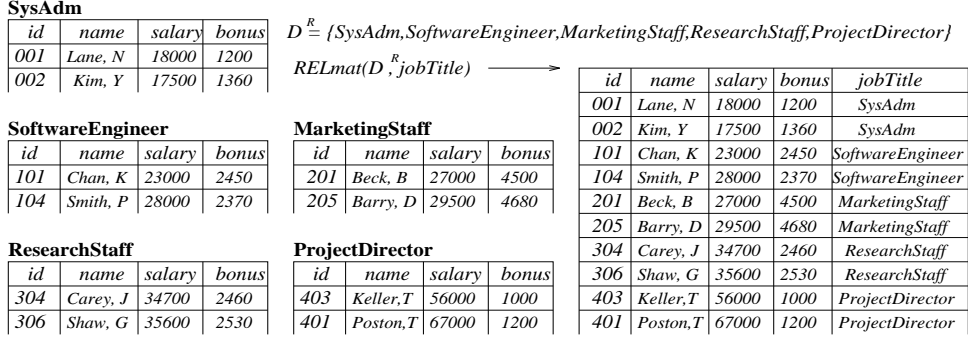 SysAdm
id name salary bonus
001 Lane, N 18000 1200
002 Kim, Y 17500 1360
D R= {SysAdm,SoftwareEngineer,MarketingStaff,ResearchStaff,ProjectDirector}
RELmat(D ,R jobTitle)
SoftwareEngineer
id name salary bonus
101 Chan, K 23000 2450
104 Smith, P 28000 2370
MarketingStaff
id name salary bonus
201 Beck, B 27000 4500
205 Barry, D 29500 4680
ResearchStaff
id name salary bonus
304 Carey, J 34700 2460
306 Shaw, G 35600 2530
ProjectDirector
id name salary bonus
403 Keller,T 56000 1000
401 Poston,T 67000 1200
id name salary bonus jobTitle
001 Lane, N 18000 1200 SysAdm
002 Kim, Y 17500 1360 SysAdm
101 Chan, K 23000 2450 SoftwareEngineer
104 Smith, P 28000 2370 SoftwareEngineer
201 Beck, B 27000 4500 MarketingStaff
205 Barry, D 29500 4680 MarketingStaff
304 Carey, J 34700 2460 ResearchStaff
306 Shaw, G 35600 2530 ResearchStaff
403 Keller,T 56000 1000 ProjectDirector
401 Poston,T 67000 1200 ProjectDirector